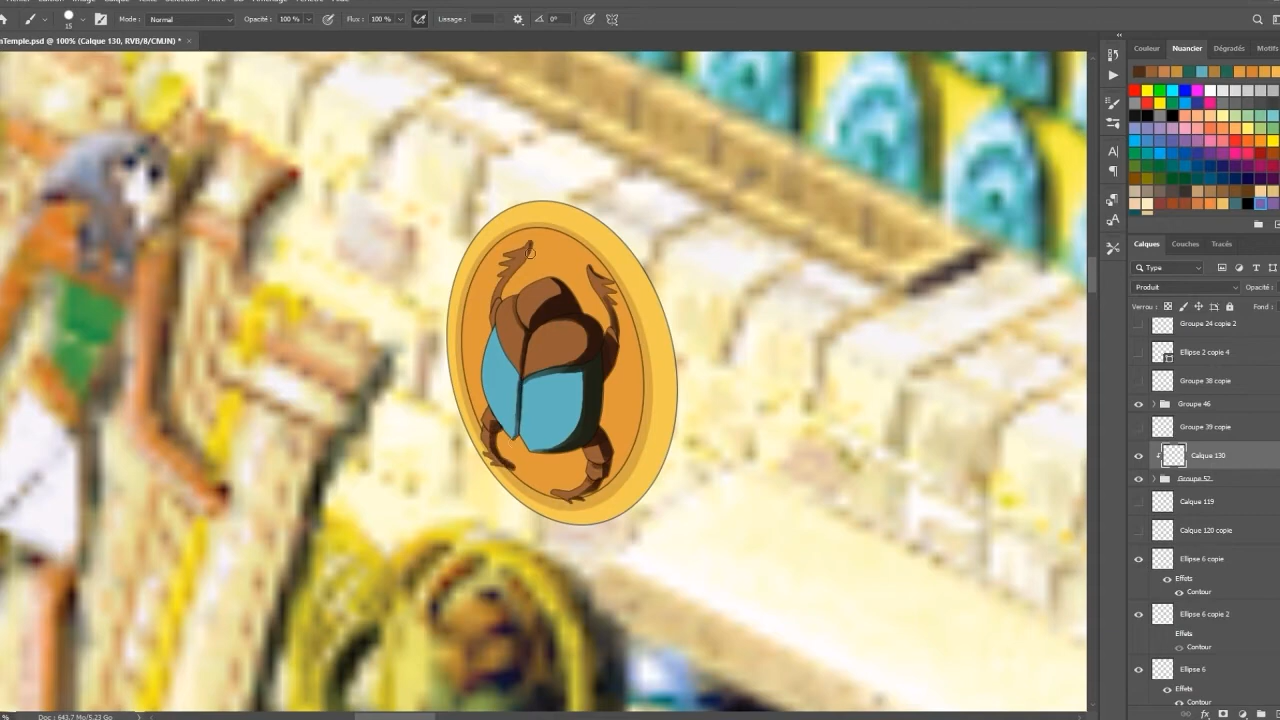 Mode : Normal Opacité : 100 % Flux : 100 % Lissage : 0°
nTemple.psd @ 100% (Calque 130, RVB/8/CMJN) *
Couleur Nuancier Dégradés Motifs
Calques Couches Tracés
Type
Produit Opacité :
Verrou : Fond :
Groupe 24 copie 2
Ellipse 2 copie 4
Groupe 38 copie
Groupe 46
Groupe 39 copie
Calque 130
Groupe 52
Calque 119
Calque 120 copie
Ellipse 6 copie
Effets
Contour
Ellipse 6 copie 2
Effets
Contour
Ellipse 6
Effets
Contour
% Doc : 643,7 Mo/5,23 Go